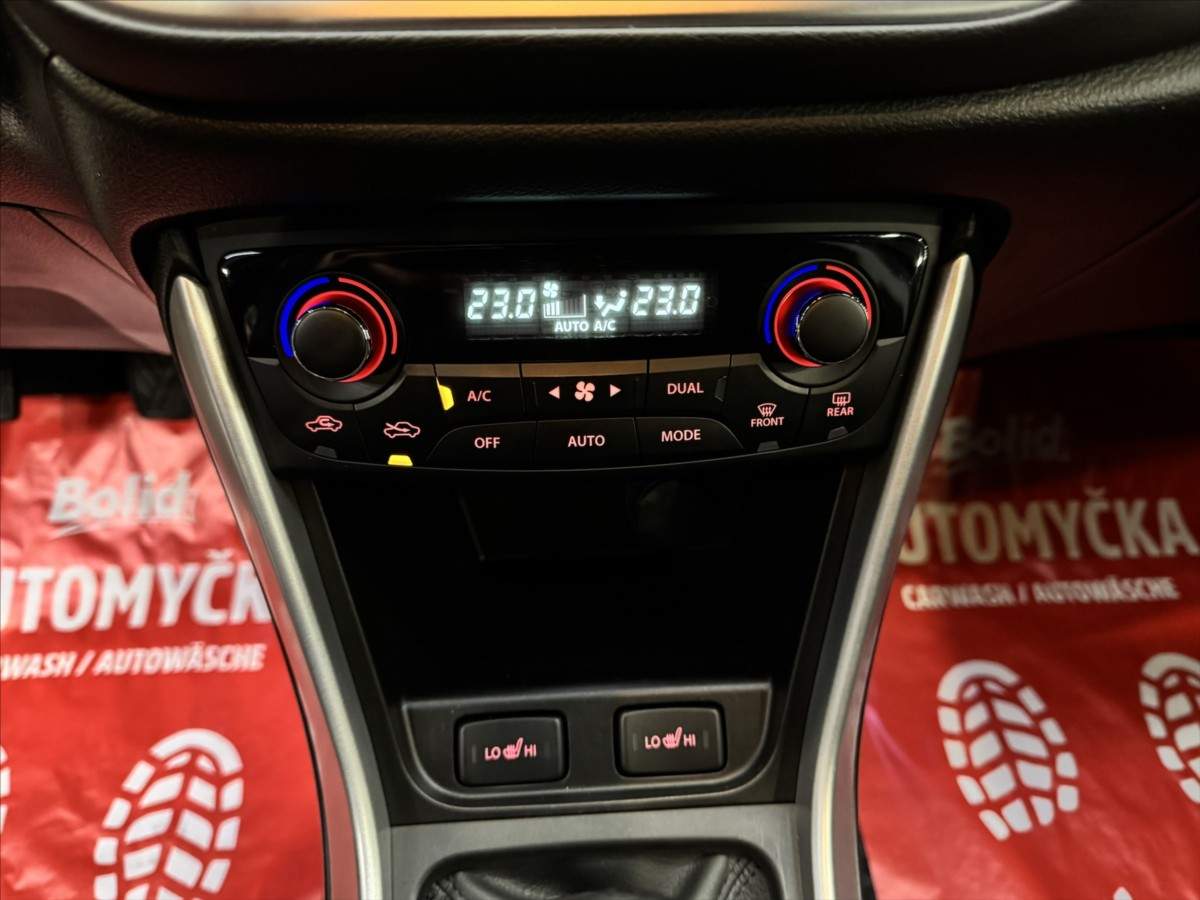 23.0 23.0
AUTO A/C
A/C DUAL
OFF AUTO MODE
FRONT REAR
LO HI LO HI
Bolid
UTOMYČK
WASH / AUTOWÄSCHE
Bolid
UTOMYČKA
CARWASH / AUTOWÄSCHE